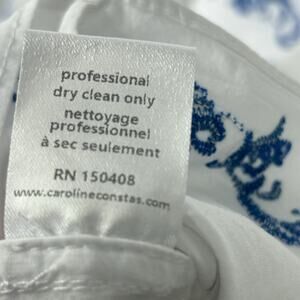 professional
dry clean only
nettoyage
professionnel
à sec seulement
RN 150408
www.carolineconstas.com